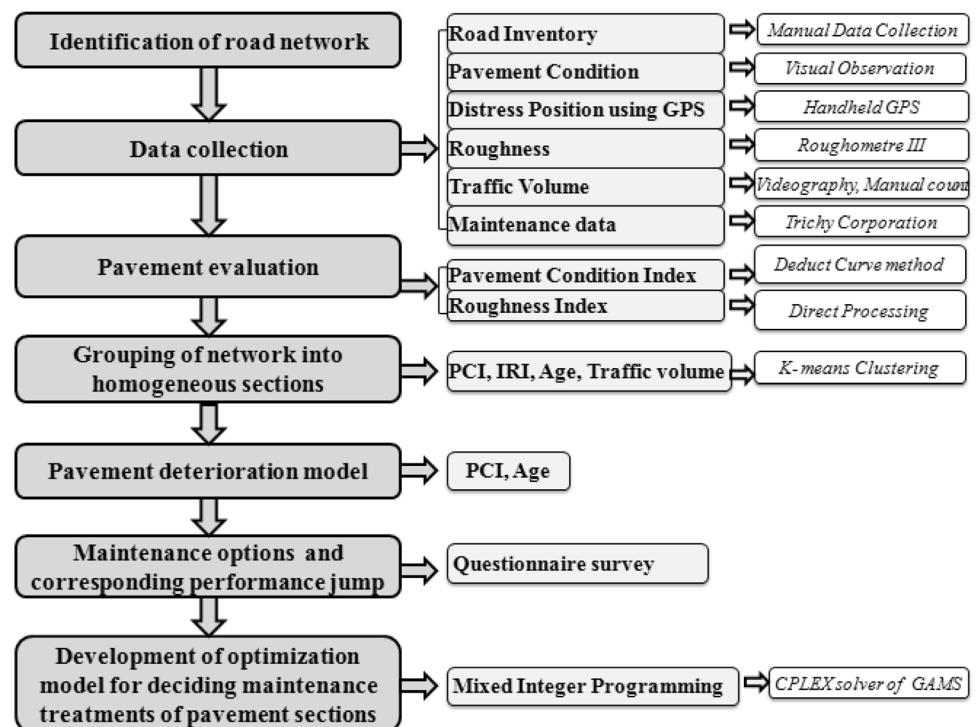 Identification of road network
Road Inventory
Manual Data Collection
Pavement Condition
Visual Observation
Distress Position using GPS
Handheld GPS
Data collection
Roughness
Roughometre III
Traffic Volume
Videography, Manual count
Maintenance data
Trichy Corporation
Pavement evaluation
Pavement Condition Index
Deduct Curve method
Roughness Index
Direct Processing
Grouping of network into
homogeneous sections
PCI, IRI, Age, Traffic volume
K-means Clustering
Pavement deterioration model
PCI, Age
Maintenance options and
corresponding performance jump
Questionnaire survey
Development of optimization
model for deciding maintenance
treatments of pavement sections
Mixed Integer Programming
CPLEX solver of GAMS